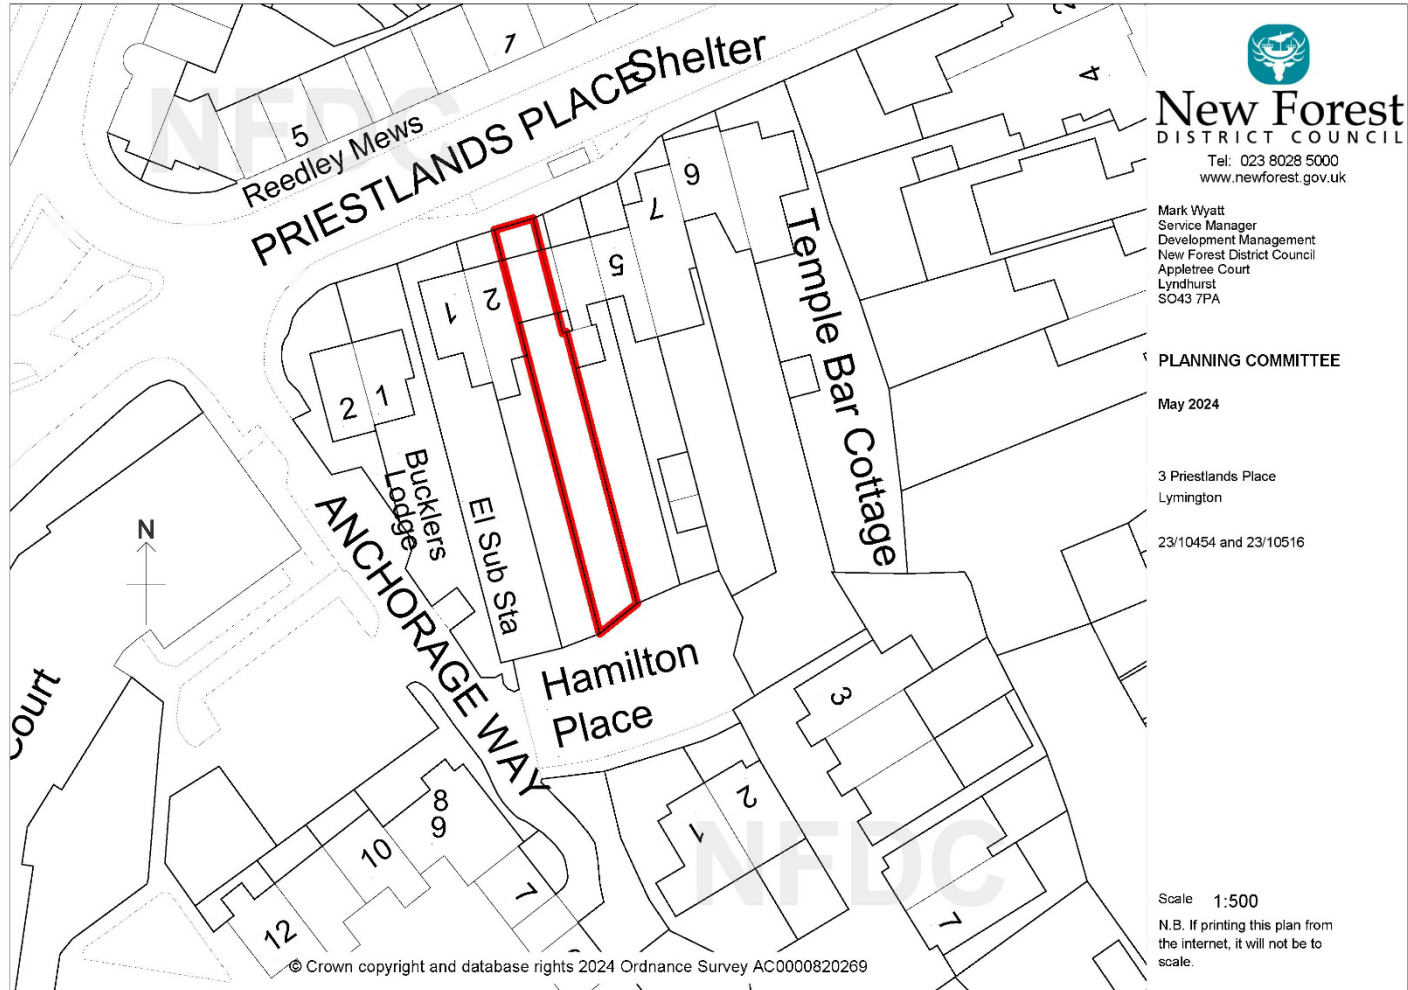 1
2
4
Shelter
PRIESTLANDS PLACE
5
Reedley Mews
NFDC
6
7
5
2
1
2
1
Temple Bar Cottage
Bucklers
Lodge
El Sub Sta
ANCHORAGE WAY
N
Hamilton
Place
Court
3
2
1
8
9
10
7
12
7
NFDC
© Crown copyright and database rights 2024 Ordnance Survey AC0000820269
New Forest
DISTRICT COUNCIL
Tel: 023 8028 5000
www.newforest.gov.uk
Mark Wyatt
Service Manager
Development Management
New Forest District Council
Appletree Court
Lyndhurst
SO43 7PA
PLANNING COMMITTEE
May 2024
3 Priestlands Place
Lymington
23/10454 and 23/10516
Scale 1:500
N.B. If printing this plan from
the internet, it will not be to
scale.